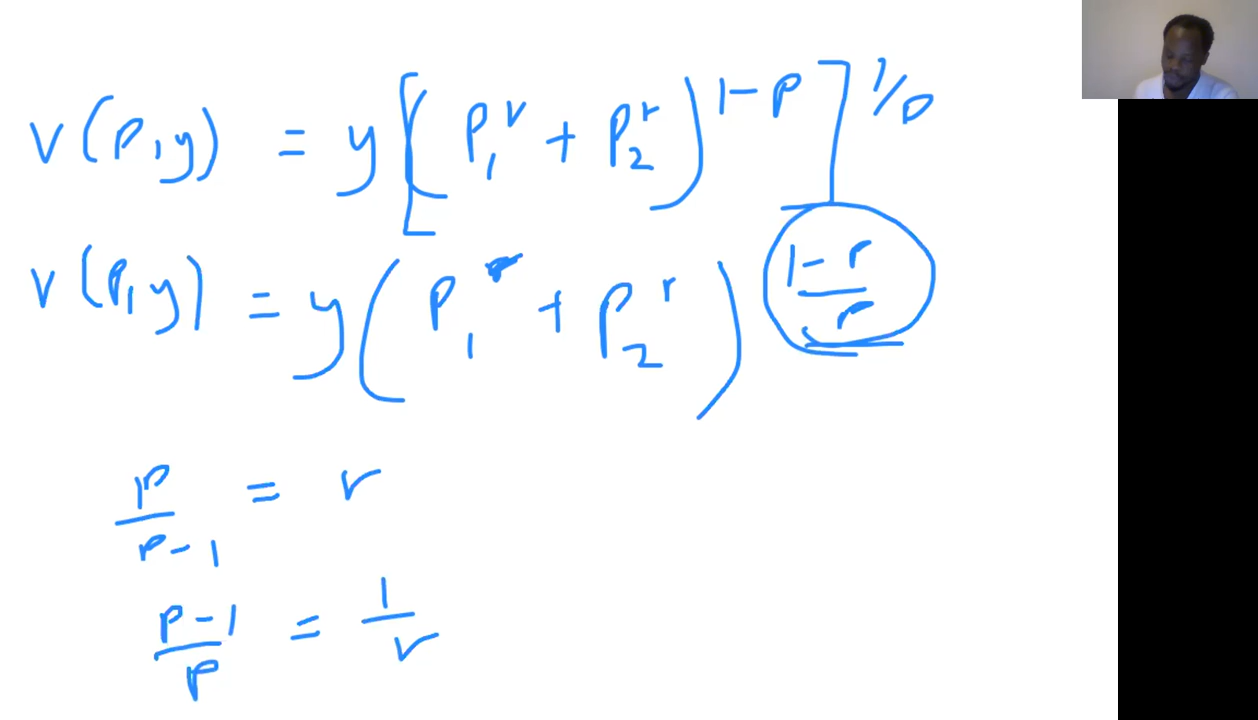 v(p,y) = y[(p₁^r + p₂^r)^(1-ρ)]^(1/ρ)
v(p,y) = y(p₁^r + p₂^r)^((1-r)/r)
ρ/(ρ-1) = r
(ρ-1)/ρ = 1/r